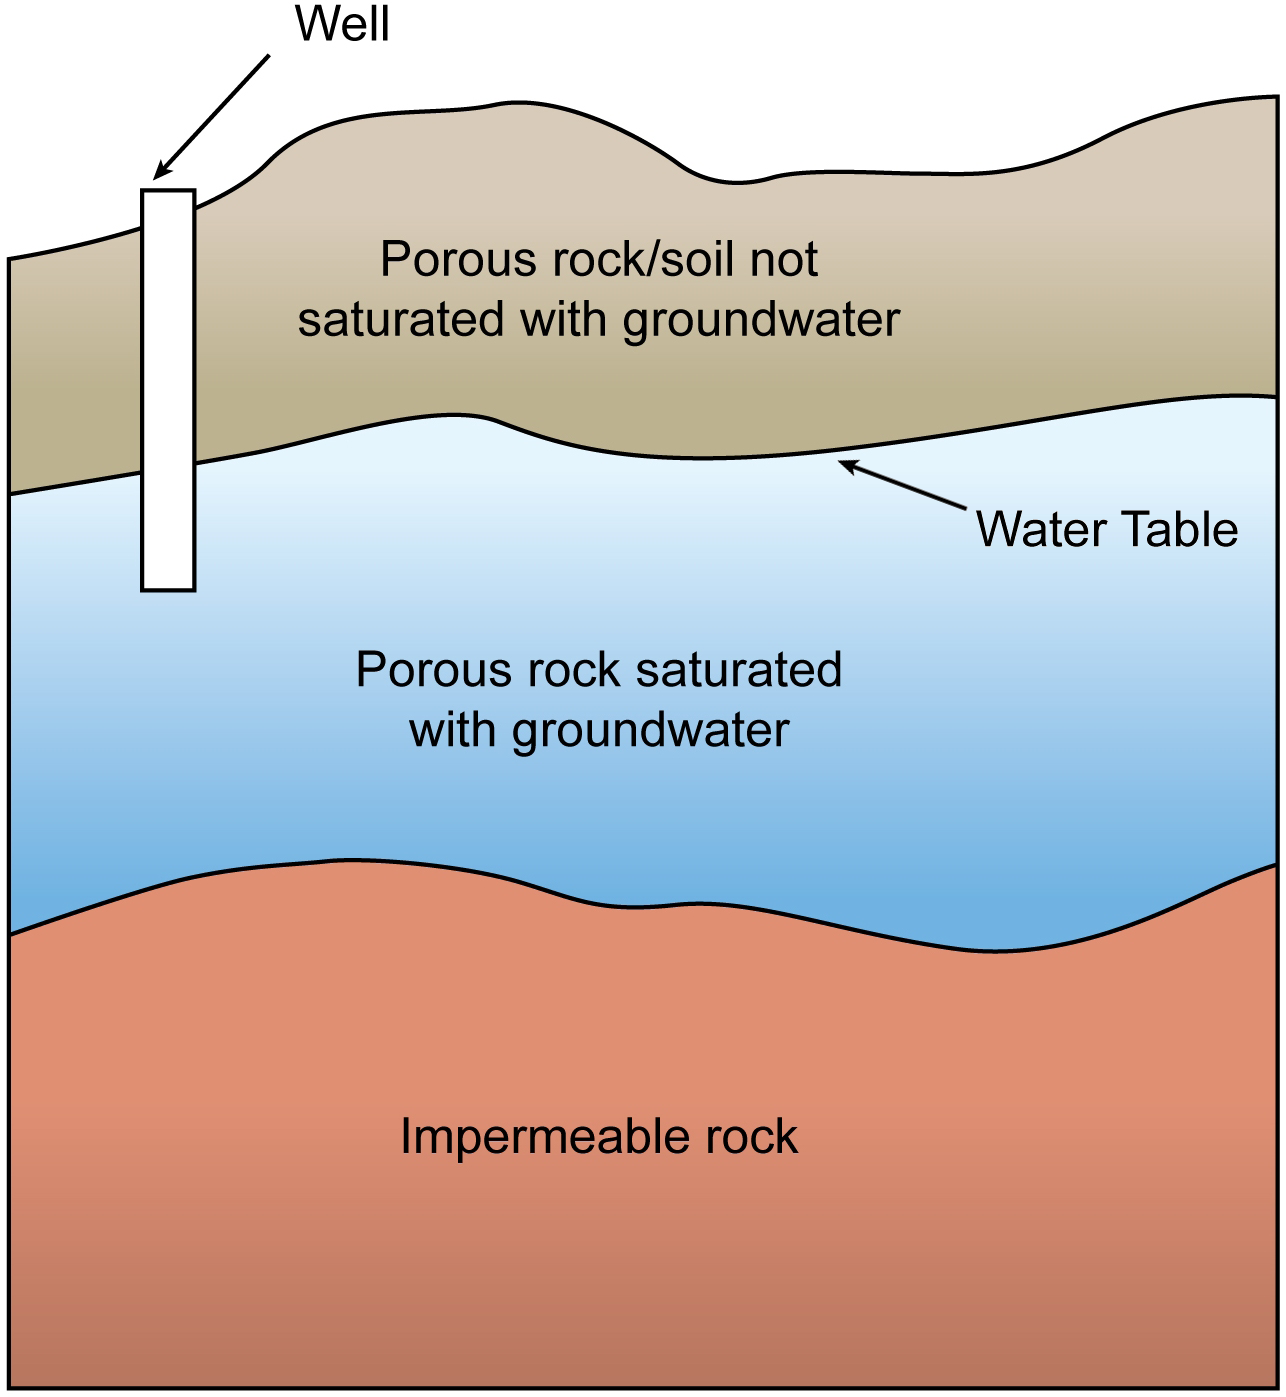 Well
Porous rock/soil not
saturated with groundwater
Water Table
Porous rock saturated
with groundwater
Impermeable rock